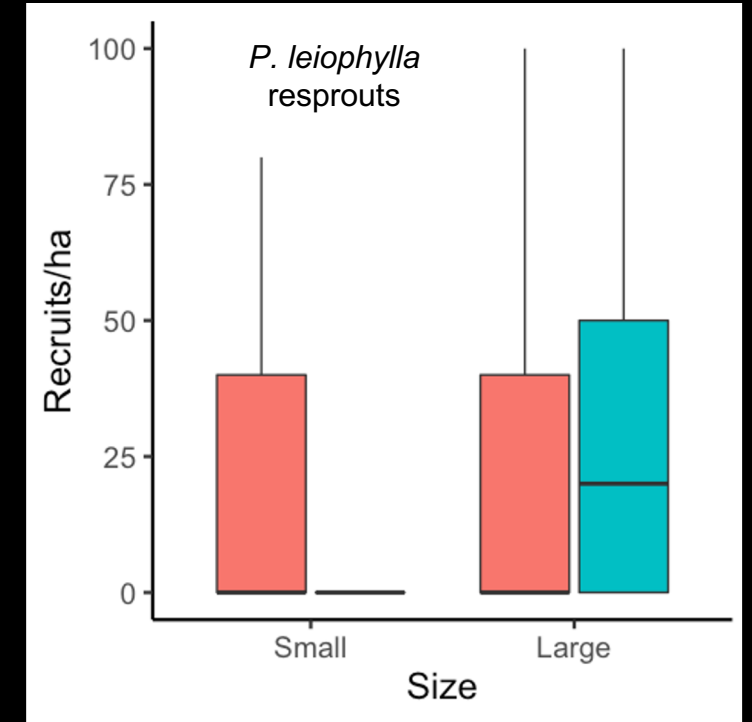 P. leiophylla
resprouts
100
75
50
25
0
Recruits/ha
Small Large
Size